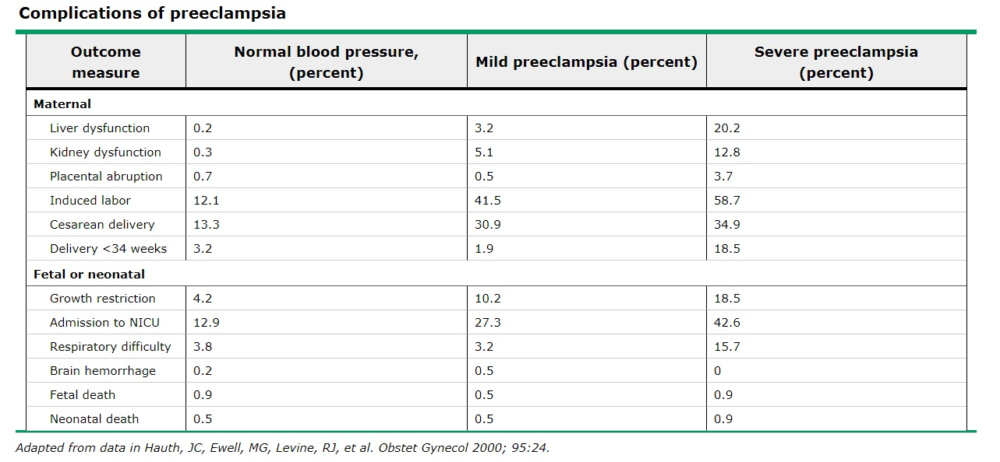 Complications of preeclampsia
Outcome measure Normal blood pressure, (percent) Mild preeclampsia (percent) Severe preeclampsia (percent)
Maternal
Liver dysfunction 0.2 3.2 20.2
Kidney dysfunction 0.3 5.1 12.8
Placental abruption 0.7 0.5 3.7
Induced labor 12.1 41.5 58.7
Cesarean delivery 13.3 30.9 34.9
Delivery <34 weeks 3.2 1.9 18.5
Fetal or neonatal
Growth restriction 4.2 10.2 18.5
Admission to NICU 12.9 27.3 42.6
Respiratory difficulty 3.8 3.2 15.7
Brain hemorrhage 0.2 0.5 0
Fetal death 0.9 0.5 0.9
Neonatal death 0.5 0.5 0.9
Adapted from data in Hauth, JC, Ewell, MG, Levine, RJ, et al. Obstet Gynecol 2000; 95:24.